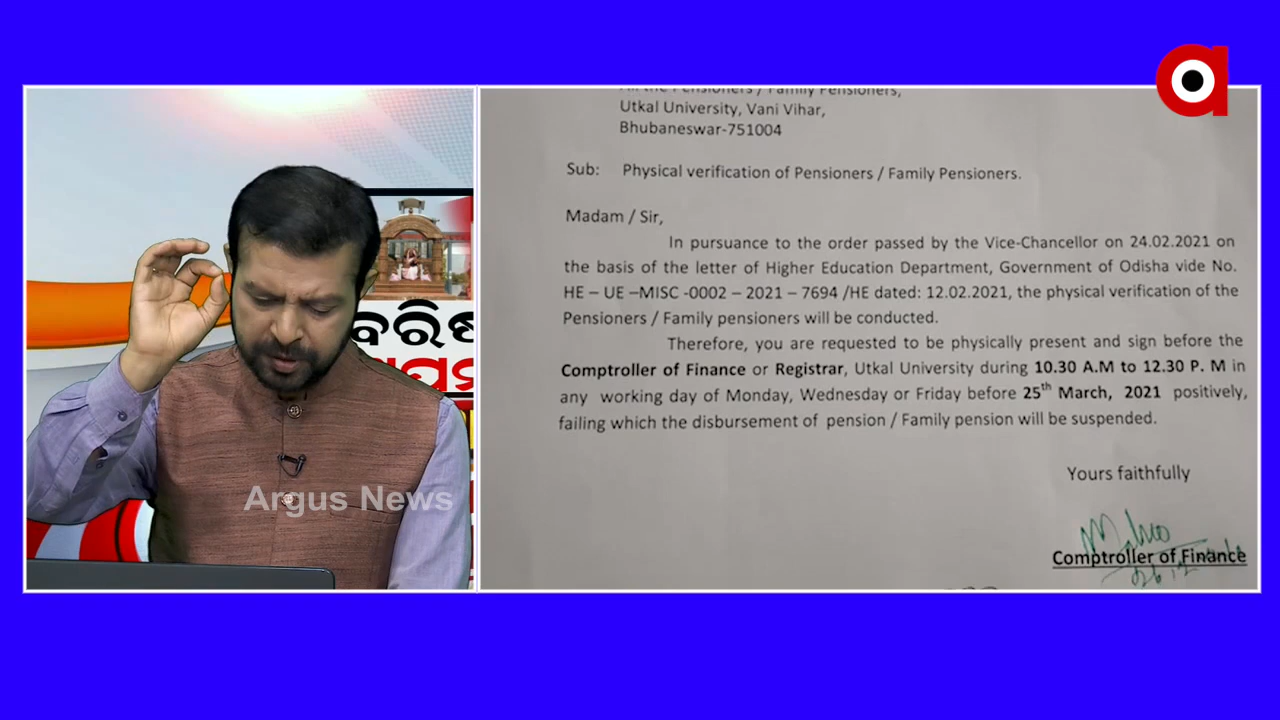 ବରିଷ୍
Argus News
Pensioners / Family Pensioners,
Utkal University, Vani Vihar,
Bhubaneswar-751004
Sub: Physical verification of Pensioners / Family Pensioners.
Madam / Sir,
In pursuance to the order passed by the Vice-Chancellor on 24.02.2021 on
the basis of the letter of Higher Education Department, Government of Odisha vide No.
HE – UE –MISC -0002 – 2021 – 7694 /HE dated: 12.02.2021, the physical verification of the
Pensioners / Family pensioners will be conducted.
Therefore, you are requested to be physically present and sign before the
Comptroller of Finance or Registrar, Utkal University during 10.30 A.M to 12.30 P. M in
any working day of Monday, Wednesday or Friday before 25th March, 2021 positively,
failing which the disbursement of pension / Family pension will be suspended.
Yours faithfully
Comptroller of Finance